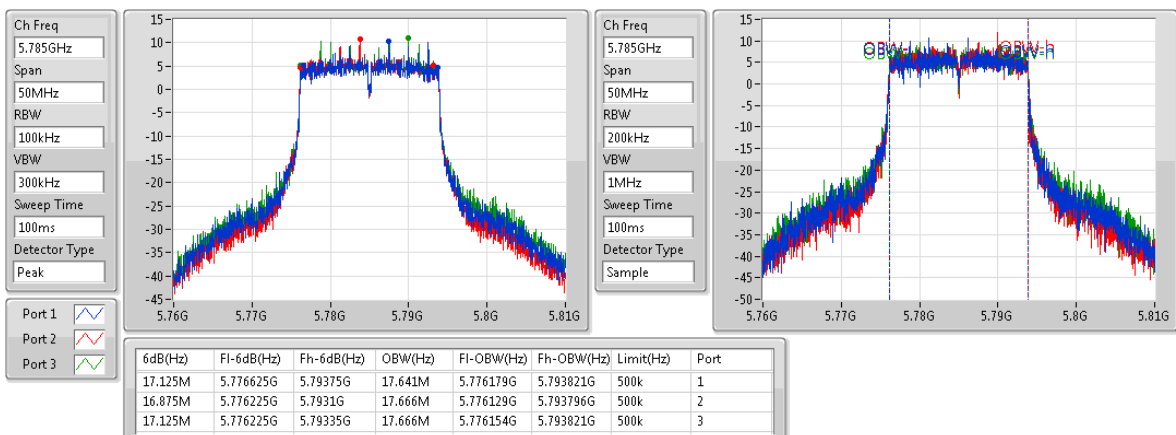 Ch Freq
5.785GHz
Span
50MHz
RBW
100kHz
VBW
300kHz
Sweep Time
100ms
Detector Type
Peak
Port 1
Port 2
Port 3
15
10
5
0
-5
-10
-15
-20
-25
-30
-35
-40
-45
5.76G 5.77G 5.78G 5.79G 5.8G 5.81G
Ch Freq
5.785GHz
Span
50MHz
RBW
200kHz
VBW
1MHz
Sweep Time
100ms
Detector Type
Sample
15
10
5
0
-5
-10
-15
-20
-25
-30
-35
-40
-45
-50
5.76G 5.77G 5.78G 5.79G 5.8G 5.81G
OBW-h
6dB(Hz) Fl-6dB(Hz) Fh-6dB(Hz) OBW(Hz) Fl-OBW(Hz) Fh-OBW(Hz) Limit(Hz) Port
17.125M 5.776625G 5.79375G 17.641M 5.776179G 5.793821G 500k 1
16.875M 5.776225G 5.7931G 17.666M 5.776129G 5.793796G 500k 2
17.125M 5.776225G 5.79335G 17.666M 5.776154G 5.793821G 500k 3